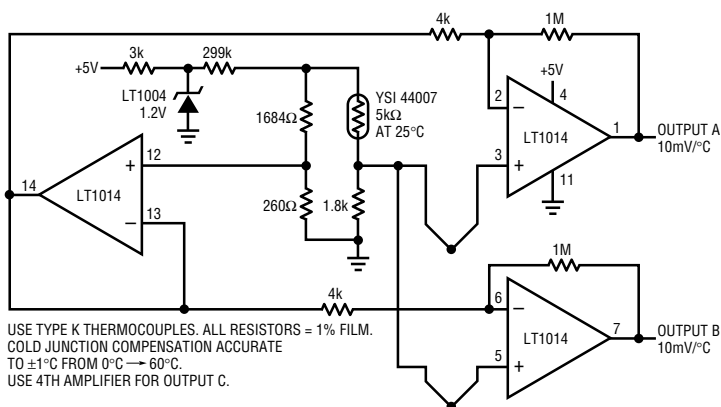 4k
1M
3k
299k
+5V
LT1004
1.2V
1684Ω
YSI 44007
5kΩ
AT 25°C
+5V
2
4
–
LT1014
1
OUTPUT A
10mV/°C
3
+
11
12
+
14
LT1014
–
13
260Ω
1.8k
1M
4k
6
–
LT1014
7
OUTPUT B
10mV/°C
5
+
USE TYPE K THERMOCOUPLES. ALL RESISTORS = 1% FILM.
COLD JUNCTION COMPENSATION ACCURATE
TO ±1°C FROM 0°C → 60°C.
USE 4TH AMPLIFIER FOR OUTPUT C.